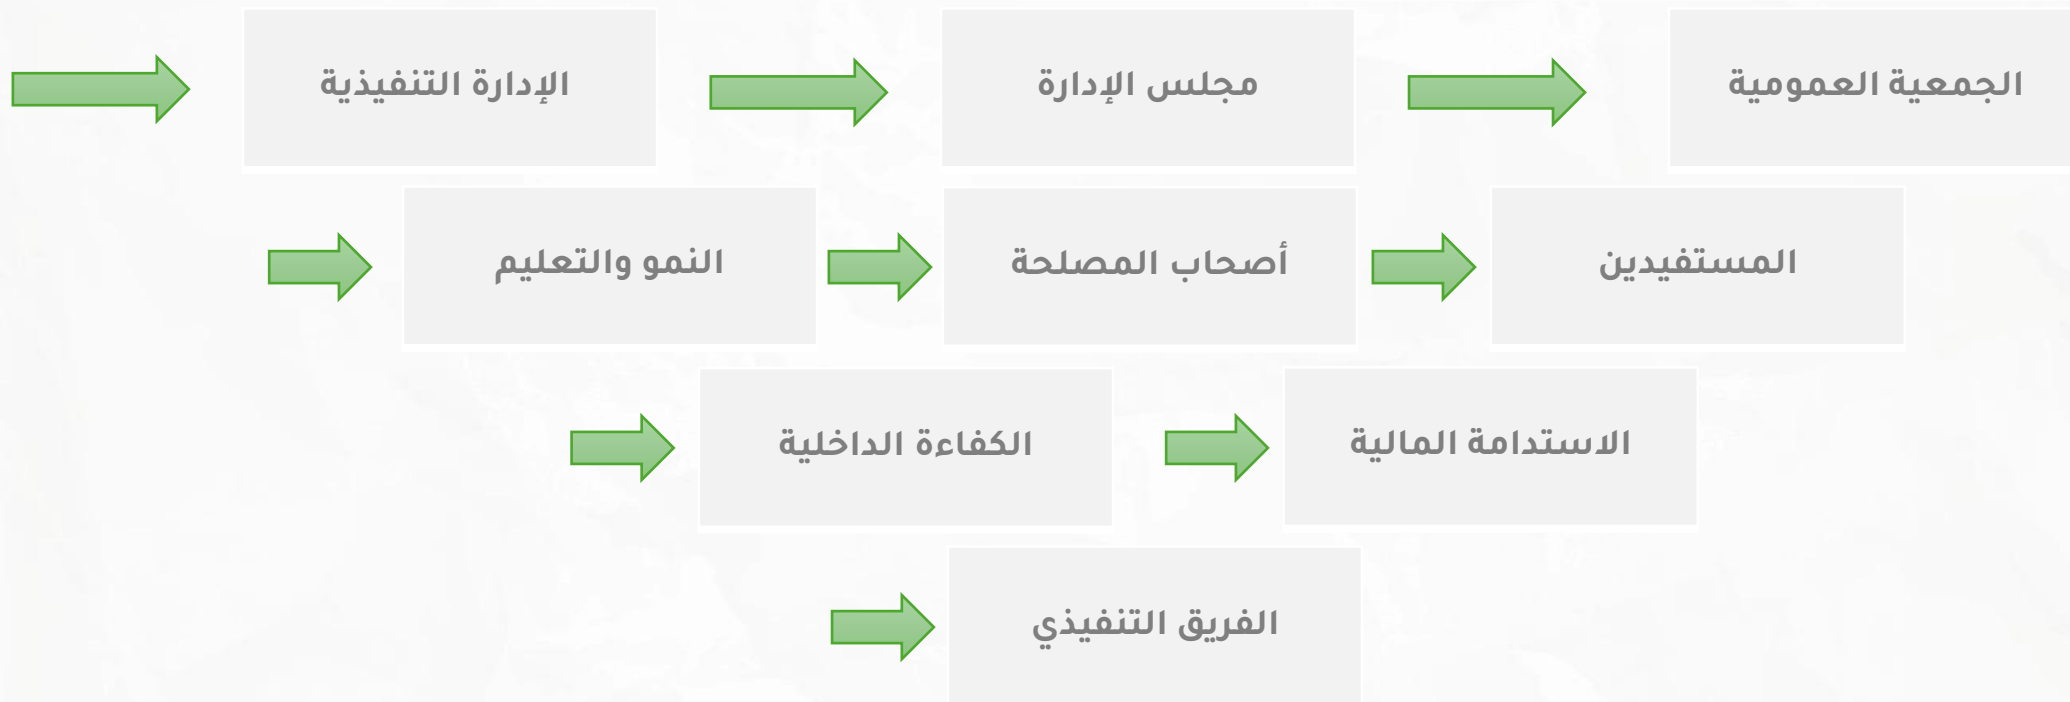 الجمعية العمومية
مجلس الإدارة
الإدارة التنفيذية
المستفيدين
أصحاب المصلحة
النمو والتعليم
الاستدامة المالية
الكفاءة الداخلية
الفريق التنفيذي